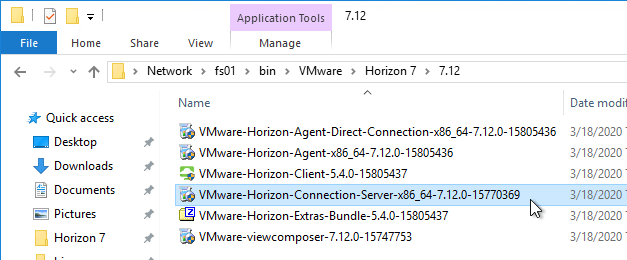 Application Tools 7.12
File Home Share View Manage
Network fs01 bin VMware Horizon 7 7.12
Name Date modif
Quick access
Desktop
Downloads
Documents
Pictures
Horizon 7
VMware-Horizon-Agent-Direct-Connection-x86_64-7.12.0-15805436 3/18/2020
VMware-Horizon-Agent-x86_64-7.12.0-15805436 3/18/2020
VMware-Horizon-Client-5.4.0-15805437 3/18/2020
VMware-Horizon-Connection-Server-x86_64-7.12.0-15770369 3/18/2020
VMware-Horizon-Extras-Bundle-5.4.0-15805437 3/18/2020
VMware-viewcomposer-7.12.0-15747753 3/18/2020